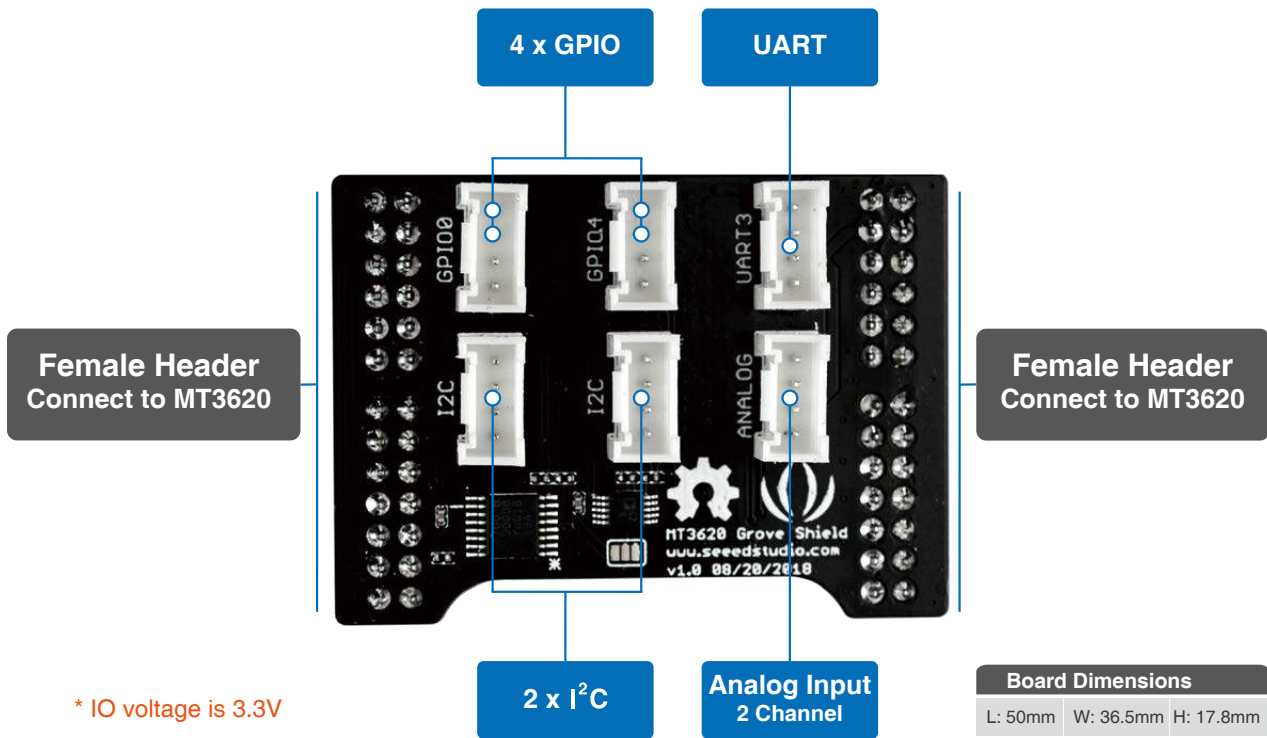 4 x GPIO
UART
GPIO0
GPIO4
UART3
Female Header
Connect to MT3620
Female Header
Connect to MT3620
I2C
I2C
ANALOG
MT3620 Grove Shield
www.seeedstudio.com
v1.0 08/20/2018
* IO voltage is 3.3V
2 x I²C
Analog Input
2 Channel
Board Dimensions
L: 50mm W: 36.5mm H: 17.8mm